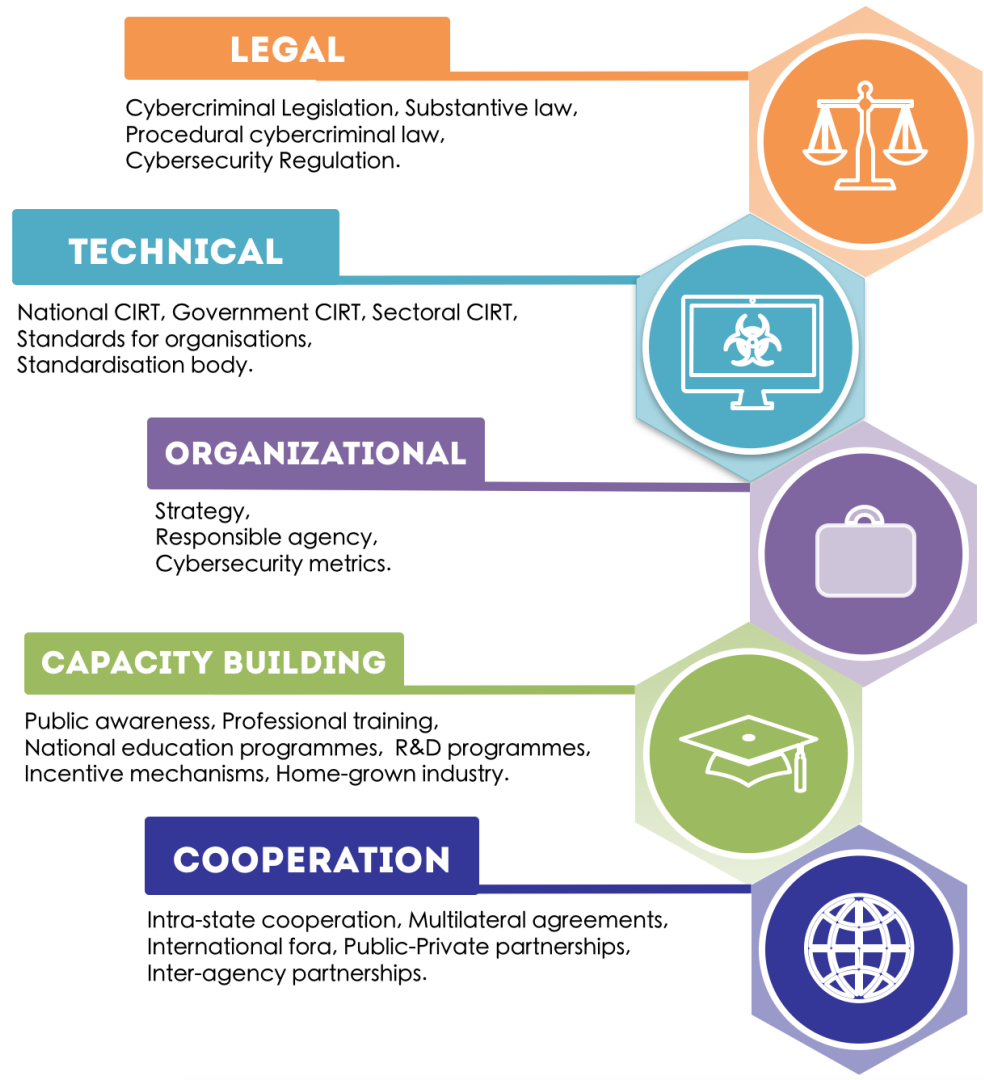 LEGAL
Cybercriminal Legislation, Substantive law,
Procedural cybercriminal law,
Cybersecurity Regulation.
TECHNICAL
National CIRT, Government CIRT, Sectoral CIRT,
Standards for organisations,
Standardisation body.
ORGANIZATIONAL
Strategy,
Responsible agency,
Cybersecurity metrics.
CAPACITY BUILDING
Public awareness, Professional training,
National education programmes,  R&D programmes,
Incentive mechanisms, Home-grown industry.
COOPERATION
Intra-state cooperation, Multilateral agreements,
International fora, Public-Private partnerships,
Inter-agency partnerships.